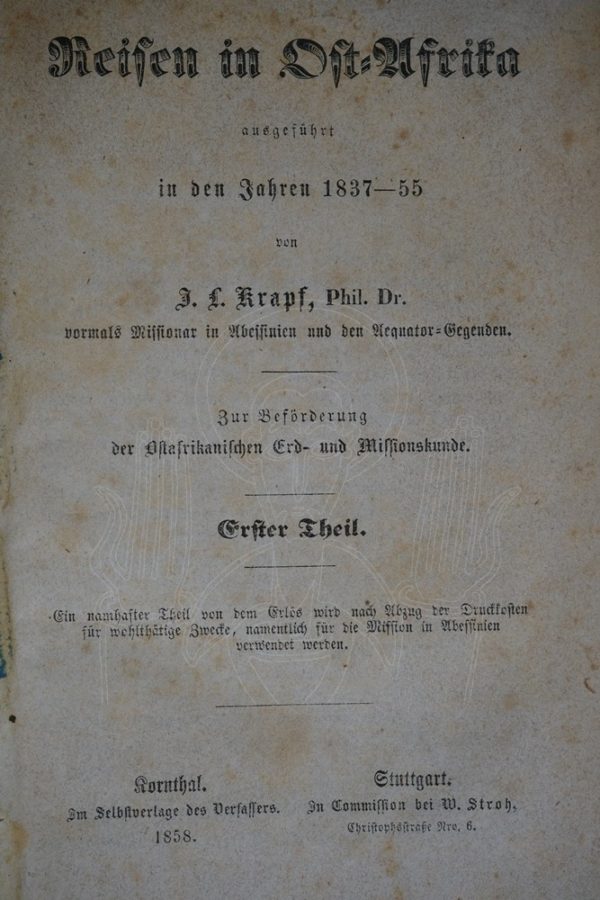 Reisen in Ost-Afrika
ausgeführt
in den Jahren 1837—55
von
J. L. Krapf, Phil. Dr.
vormals Missionar in Abessinien und den Aequator-Gegenden.
Zur Beförderung
der Ostafrikanischen Erd- und Missionskunde.
Erster Theil.
Ein namhafter Theil von dem Erlös wird nach Abzug der Druckkosten
für wohlthätige Zwecke, namentlich für die Mission in Abessinien
verwendet werden.
Kornthal.
Im Selbstverlage des Verfassers.
1858.
Stuttgart.
In Commission bei W. Stroh,
Christophsstraße Nro. 6.